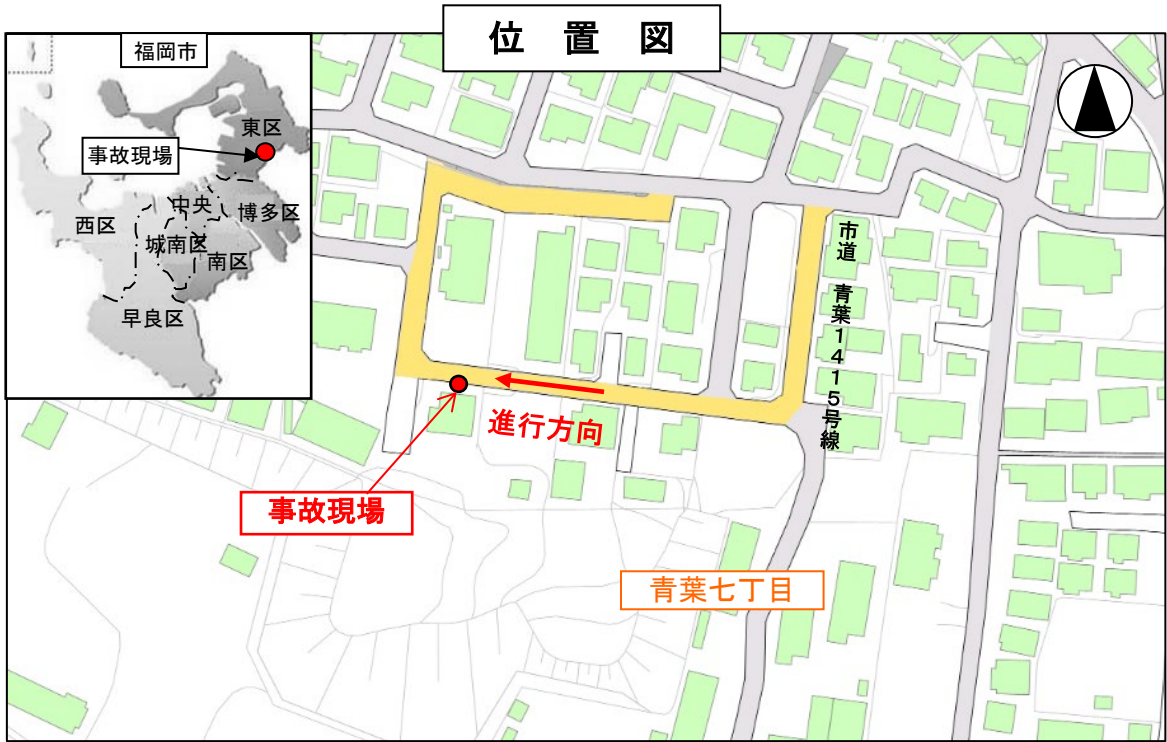 位置図
福岡市
東区
事故現場
中央
博多区
西区
城南区
南区
早良区
市道 青葉1415号線
進行方向
事故現場
青葉七丁目